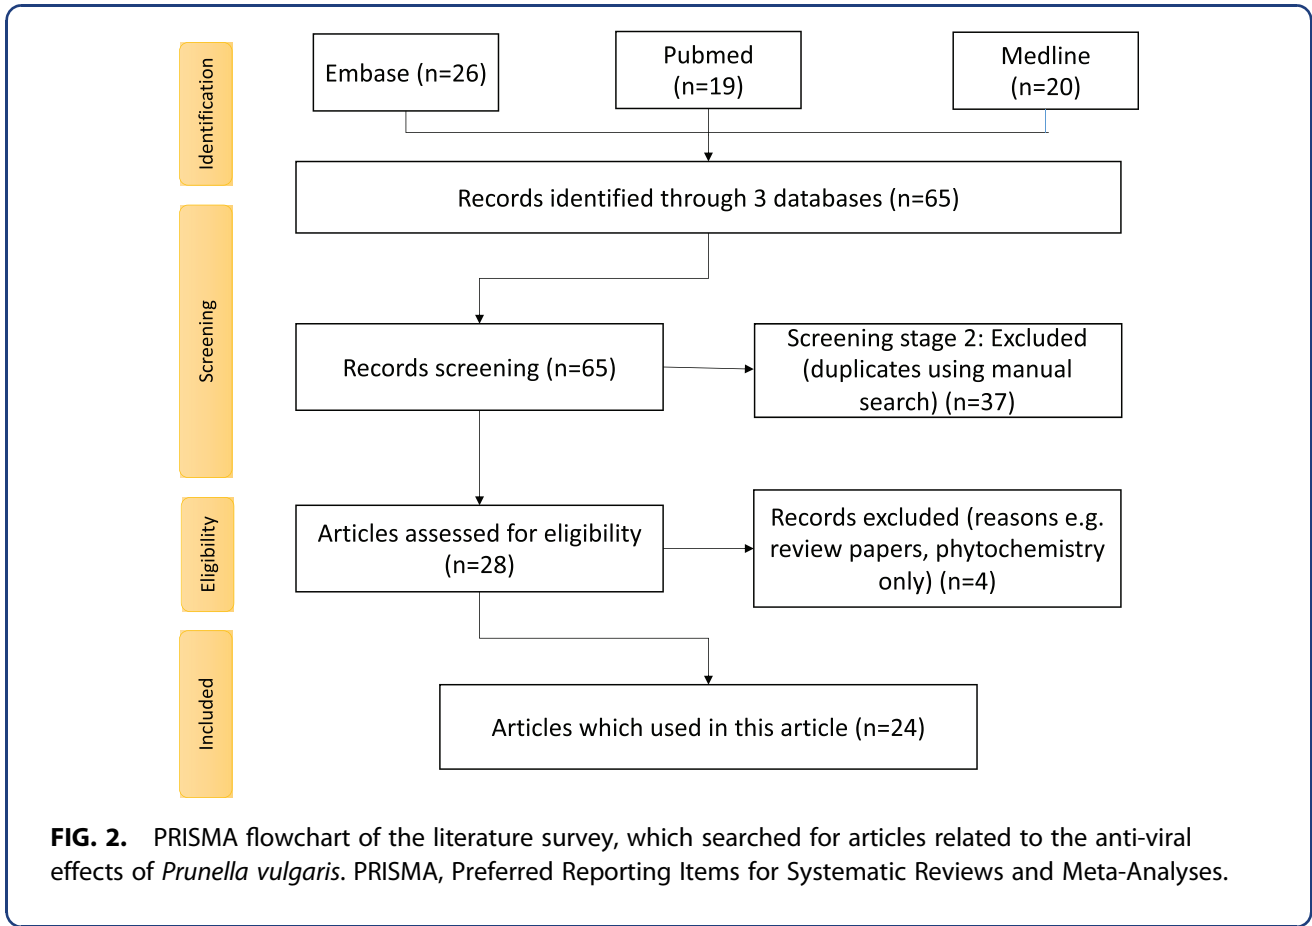 Identification
Embase (n=26)
Pubmed
(n=19)
Medline
(n=20)
Records identified through 3 databases (n=65)
Screening
Records screening (n=65)
Screening stage 2: Excluded
(duplicates using manual
search) (n=37)
Eligibility
Articles assessed for eligibility
(n=28)
Records excluded (reasons e.g.
review papers, phytochemistry
only) (n=4)
Included
Articles which used in this article (n=24)
FIG. 2. PRISMA flowchart of the literature survey, which searched for articles related to the anti-viral
effects of Prunella vulgaris. PRISMA, Preferred Reporting Items for Systematic Reviews and Meta-Analyses.